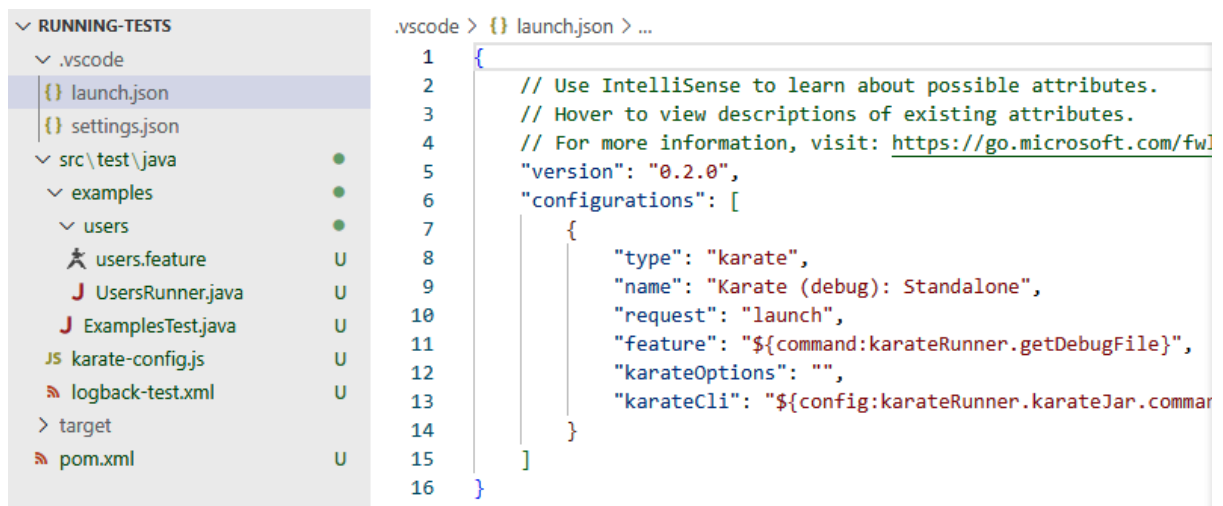 RUNNING-TESTS
.vscode
{} launch.json
{} settings.json
src\test\java
examples
users
users.feature U
J UsersRunner.java U
J ExamplesTest.java U
JS karate-config.js U
logback-test.xml U
target
pom.xml U
.vscode > {} launch.json > ...
1 {
2 // Use IntelliSense to learn about possible attributes.
3 // Hover to view descriptions of existing attributes.
4 // For more information, visit: https://go.microsoft.com/fwl
5 "version": "0.2.0",
6 "configurations": [
7 {
8 "type": "karate",
9 "name": "Karate (debug): Standalone",
10 "request": "launch",
11 "feature": "${command:karateRunner.getDebugFile}",
12 "karateOptions": "",
13 "karateCli": "${config:karateRunner.karateJar.comman
14 }
15 ]
16 }